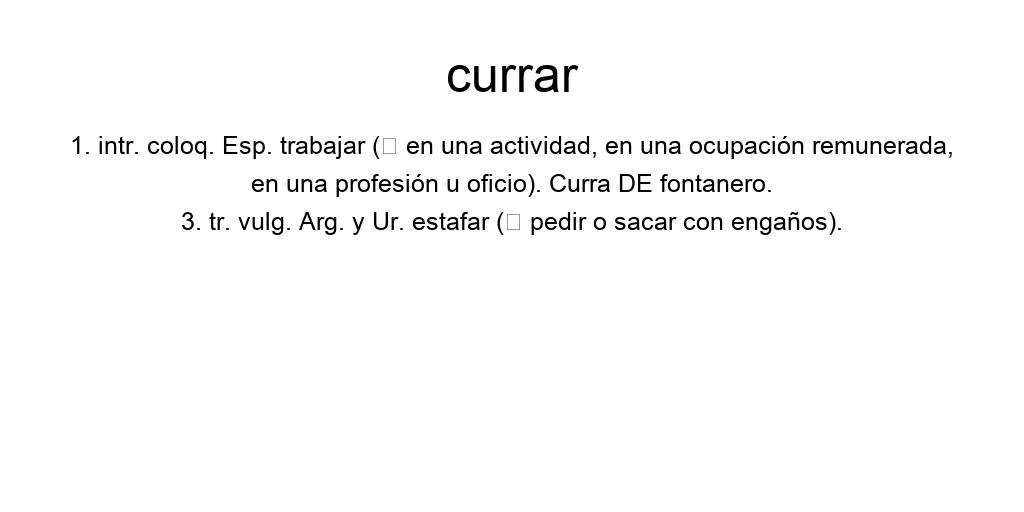 currar
1. intr. coloq. Esp. trabajar (□ en una actividad, en una ocupación remunerada,
en una profesión u oficio). Curra DE fontanero.
3. tr. vulg. Arg. y Ur. estafar (□ pedir o sacar con engaños).